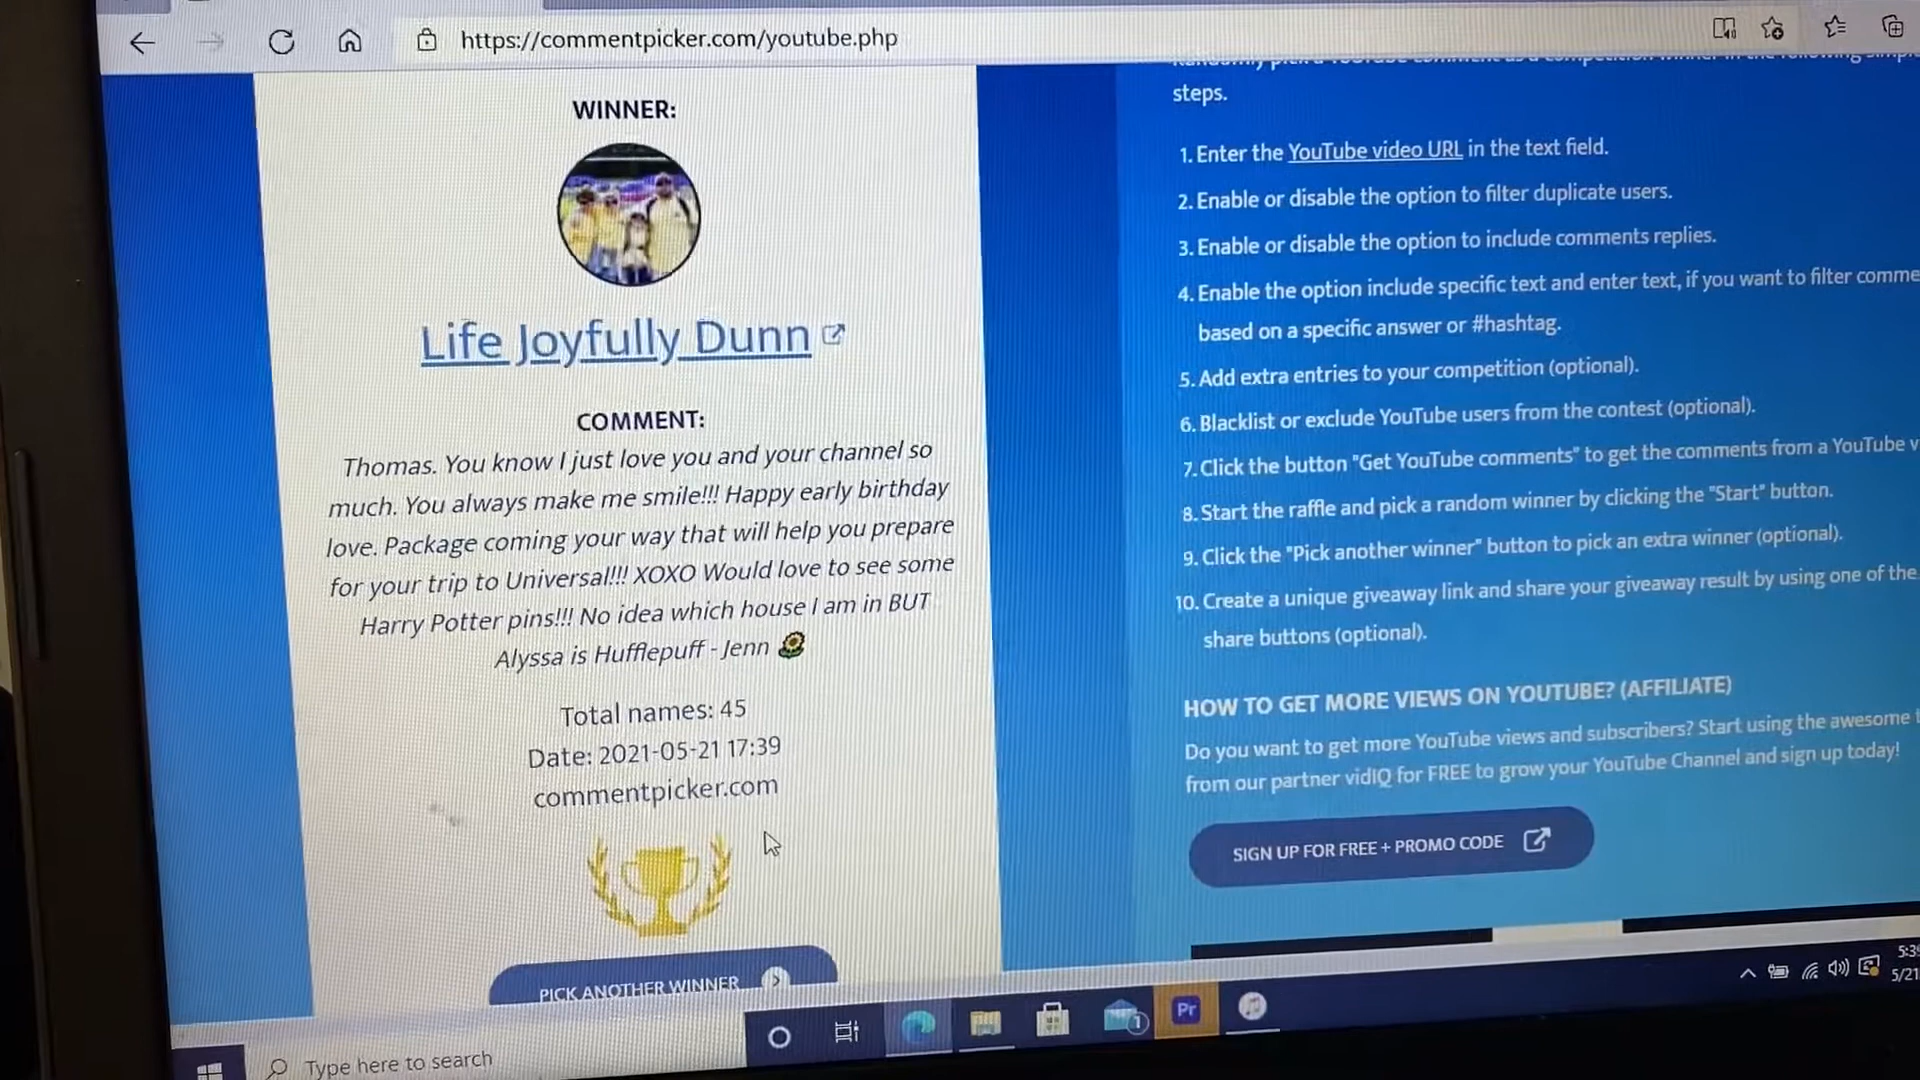 https://commentpicker.com/youtube.php
WINNER:
Life Joyfully Dunn
COMMENT:
Thomas. You know I just love you and your channel so
much. You always make me smile!!! Happy early birthday
love. Package coming your way that will help you prepare
for your trip to Universal!!! XOXO Would love to see some
Harry Potter pins!!! No idea which house I am in BUT
Alyssa is Hufflepuff - Jenn 🌻
Total names: 45
Date: 2021-05-21 17:39
commentpicker.com
PICK ANOTHER WINNER
steps.
1. Enter the YouTube video URL in the text field.
2. Enable or disable the option to filter duplicate users.
3. Enable or disable the option to include comments replies.
4. Enable the option include specific text and enter text, if you want to filter comme
based on a specific answer or #hashtag.
5. Add extra entries to your competition (optional).
6. Blacklist or exclude YouTube users from the contest (optional).
7. Click the button "Get YouTube comments" to get the comments from a YouTube v
8. Start the raffle and pick a random winner by clicking the "Start" button.
9. Click the "Pick another winner" button to pick an extra winner (optional).
10. Create a unique giveaway link and share your giveaway result by using one of the
share buttons (optional).
HOW TO GET MORE VIEWS ON YOUTUBE? (AFFILIATE)
Do you want to get more YouTube views and subscribers? Start using the awesome t
from our partner vidIQ for FREE to grow your YouTube Channel and sign up today!
SIGN UP FOR FREE + PROMO CODE
Type here to search
1
Pr
5:39
5/21